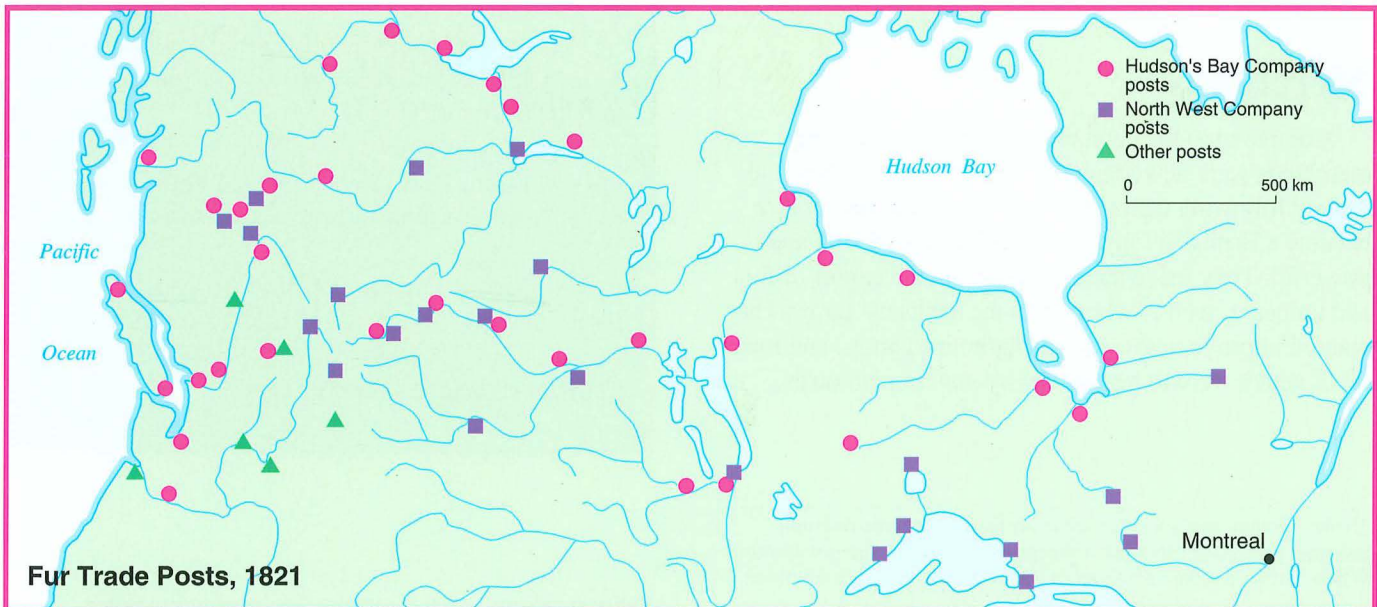 Hudson's Bay Company
posts
North West Company
posts
Other posts
0 500 km
Hudson Bay
Pacific
Ocean
Montreal
Fur Trade Posts, 1821